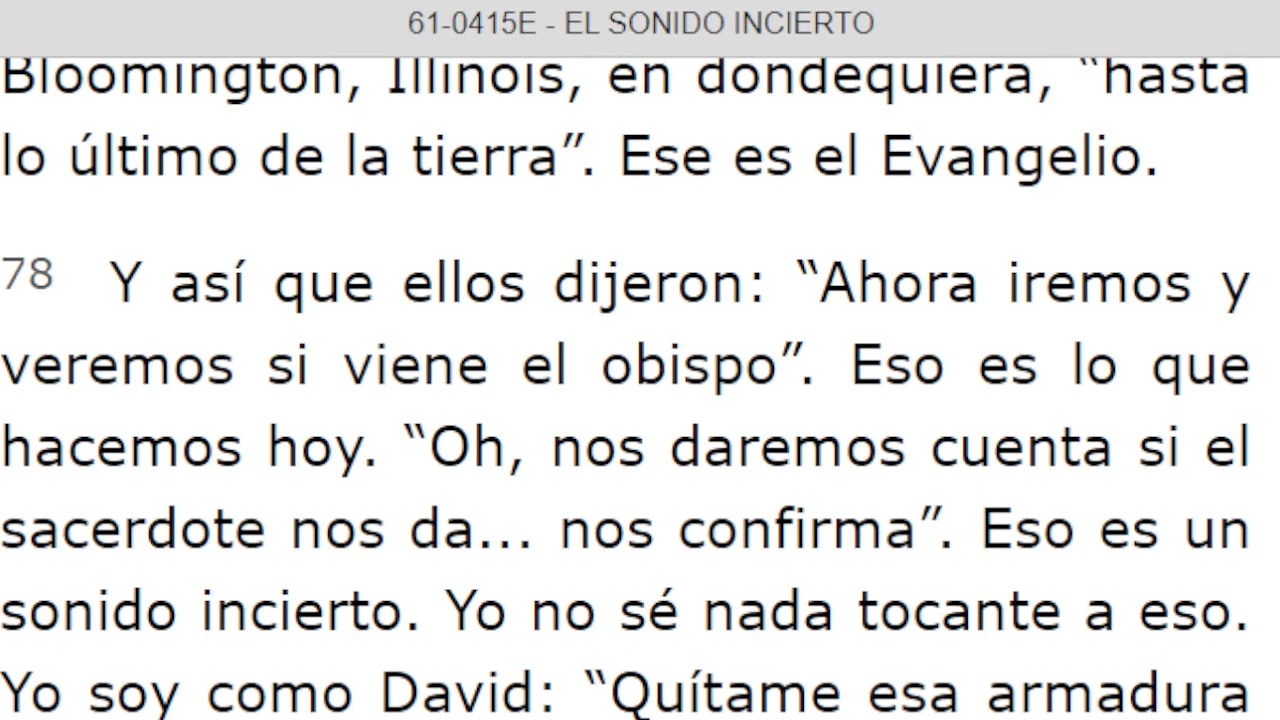 61-0415E - EL SONIDO INCIERTO
Bloomington, Illinois, en dondequiera, “hasta
lo último de la tierra”. Ese es el Evangelio.
78 Y así que ellos dijeron: “Ahora iremos y
veremos si viene el obispo”. Eso es lo que
hacemos hoy. “Oh, nos daremos cuenta si el
sacerdote nos da... nos confirma”. Eso es un
sonido incierto. Yo no sé nada tocante a eso.
Yo soy como David: “Quítame esa armadura